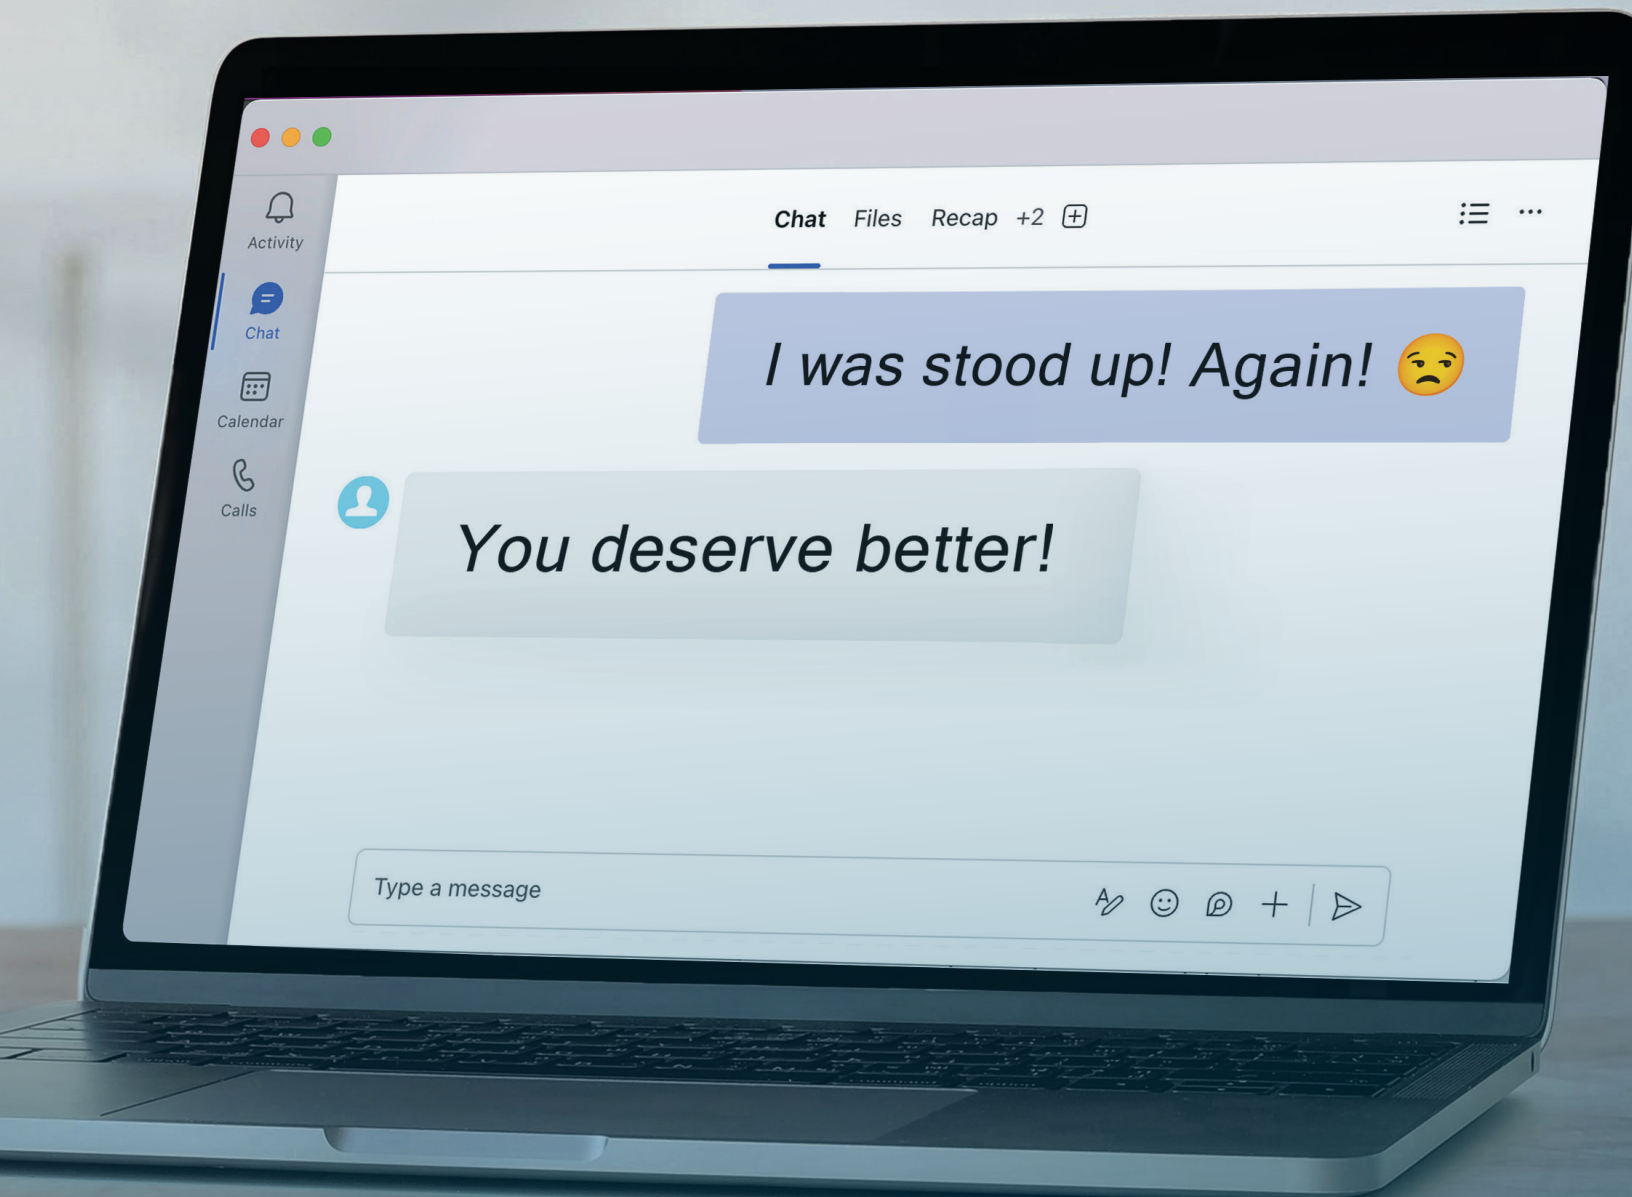 Activity
Chat
Calendar
Calls
Chat Files Recap +2
I was stood up! Again! 😒
You deserve better!
Type a message